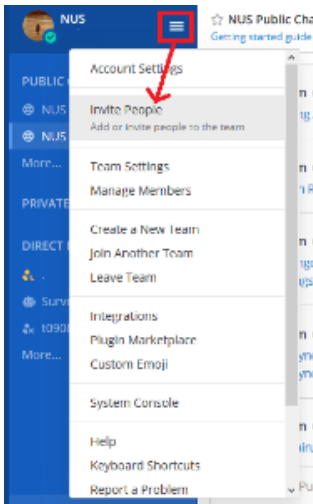 NUS
NUS Public Cha
Getting started guide
Account Settings
PUBLIC
Invite People
Add or invite people to the team
NUS
NUS
More...
Team Settings
Manage Members
PRIVATE
Create a New Team
DIRECT
Join Another Team
Leave Team
Surv
t090
Integrations
Plugin Marketplace
More...
Custom Emoji
System Console
Help
Keyboard Shortcuts
Report a Problem